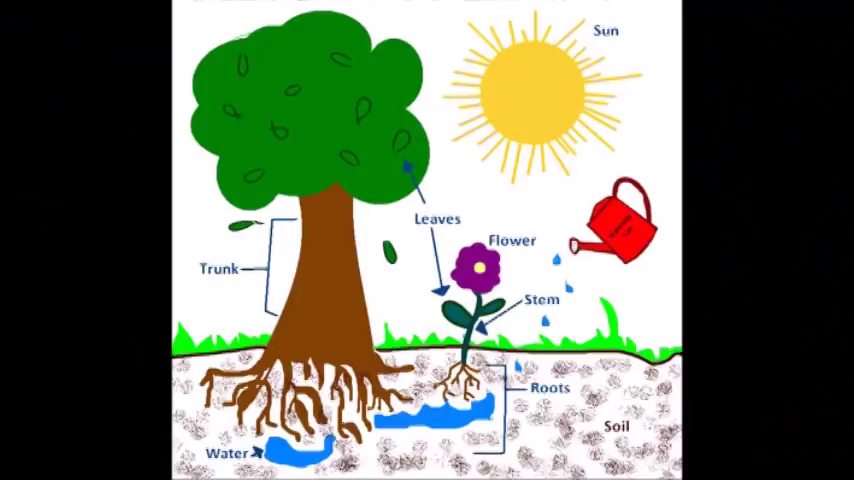 Sun
Leaves
Flower
Trunk
Stem
Roots
Soil
Water